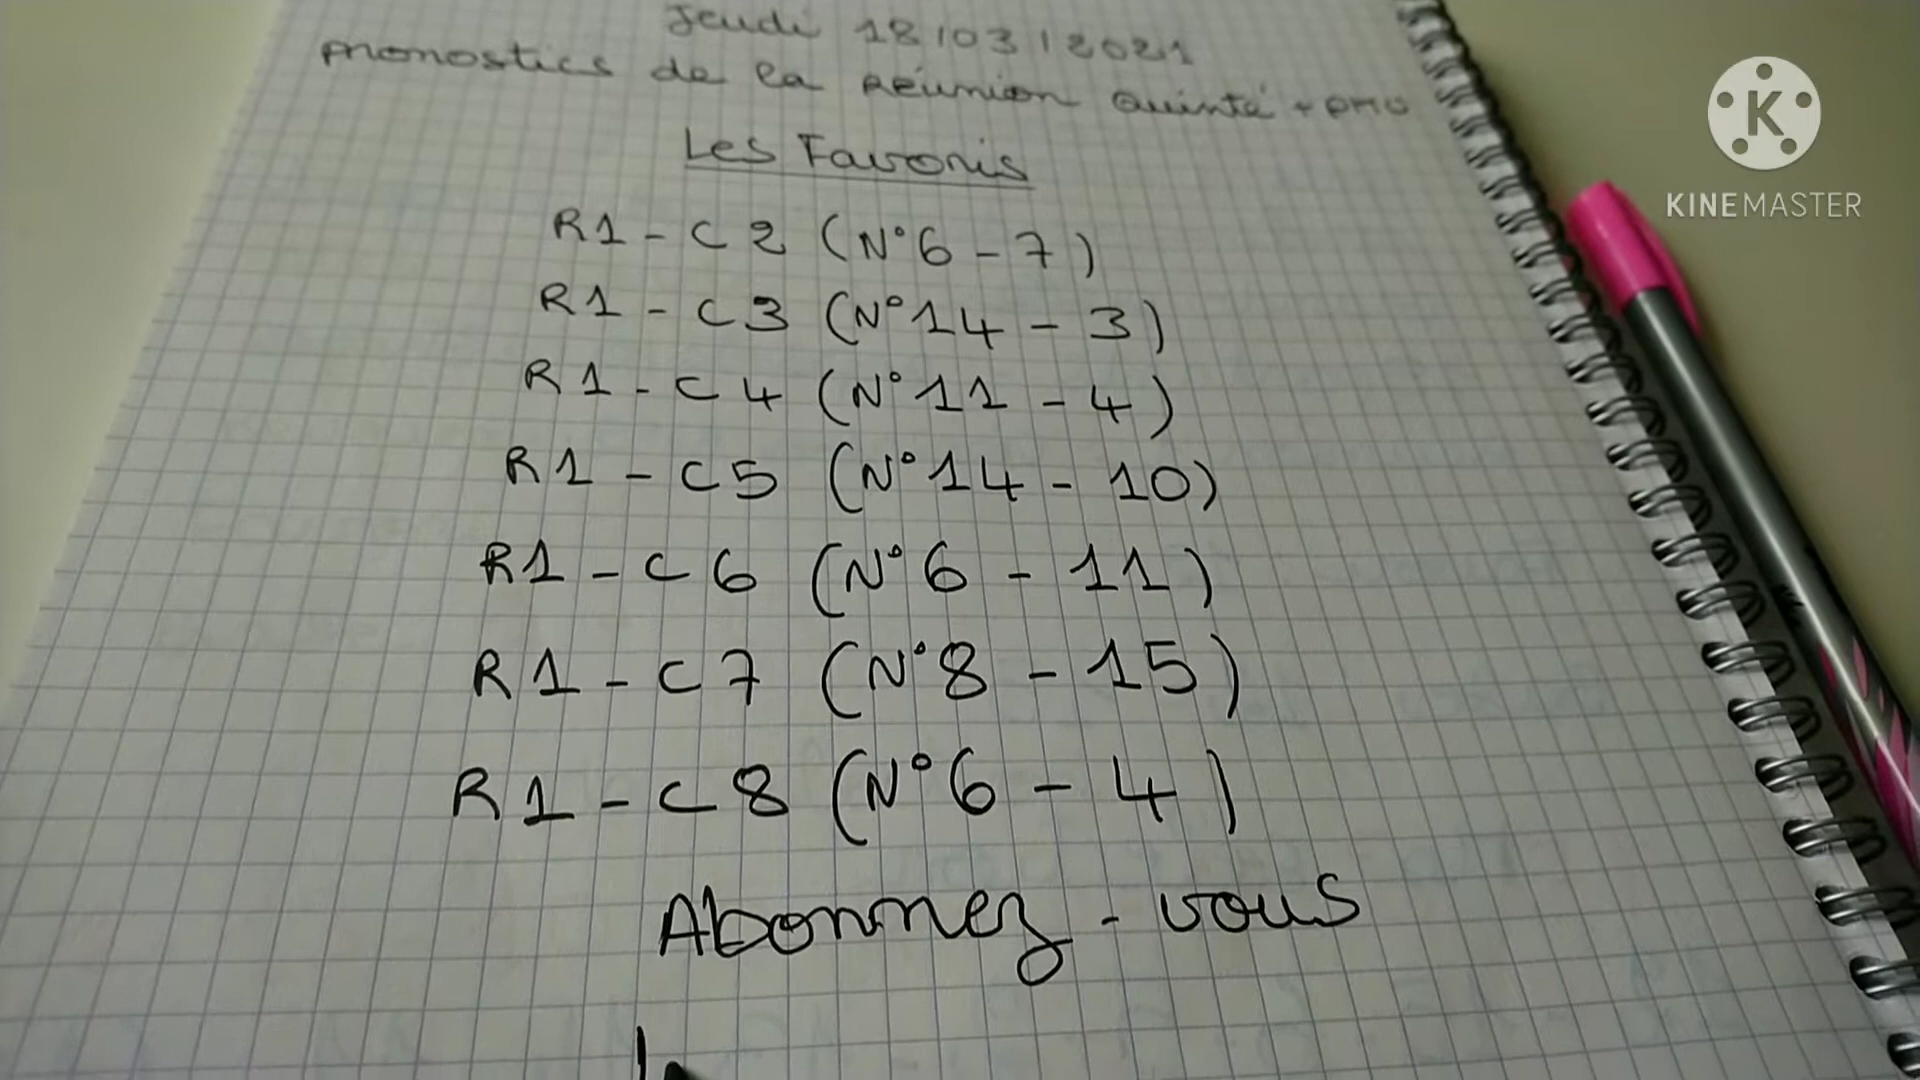 Jeudi 18/03/2021
Pronostics de la Réunion Quinté + PMU
Les Favoris
R1 - C2 (N°6 - 7)
R1 - C3 (N°14 - 3)
R1 - C4 (N°11 - 4)
R1 - C5 (N°14 - 10)
R1 - C6 (N°6 - 11)
R1 - C7 (N°8 - 15)
R1 - C8 (N°6 - 4)
Abonnez - vous
K
KINEMASTER